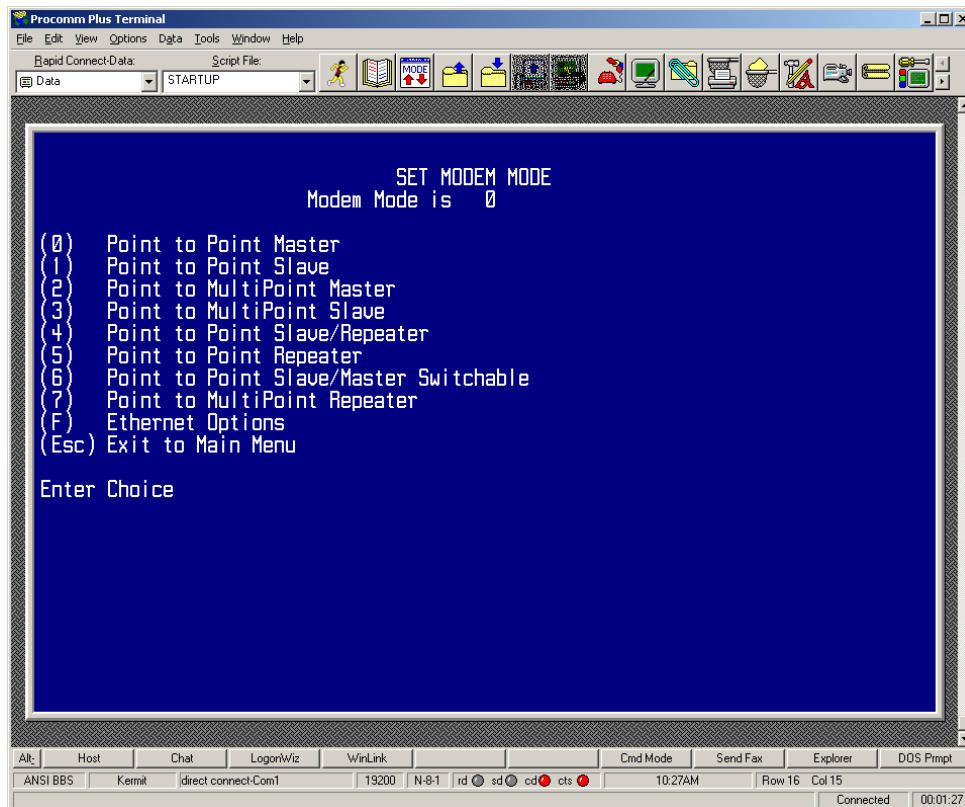 Procomm Plus Terminal
File Edit View Options Data Tools Window Help
Rapid Connect-Data: Script File:
Data STARTUP
MODE
SET MODEM MODE
Modem Mode is 0
(0) Point to Point Master
(1) Point to Point Slave
(2) Point to MultiPoint Master
(3) Point to MultiPoint Slave
(4) Point to Point Slave/Repeater
(5) Point to Point Repeater
(6) Point to Point Slave/Master Switchable
(7) Point to MultiPoint Repeater
(F) Ethernet Options
(Esc) Exit to Main Menu
Enter Choice
Alt: Host Chat LogonWiz WinLink Cmd Mode Send Fax Explorer DOS Prmpt
ANSI BBS Kermit direct connect-Com1 19200 N-8-1 rd sd cd cts 10:27AM Row 16 Col 15
Connected 00:01:27